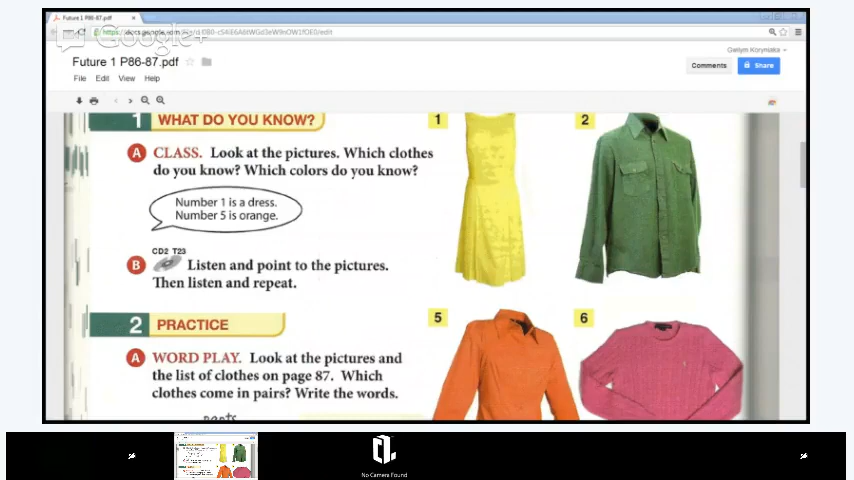 Future 1 P86-87.pdf
Google+
Gwilym Koryniska
Future 1 P86-87.pdf
Comments
Share
File Edit View Help
1 WHAT DO YOU KNOW?
A CLASS. Look at the pictures. Which clothes
do you know? Which colors do you know?
Number 1 is a dress.
Number 5 is orange.
CD2 T23
B Listen and point to the pictures.
Then listen and repeat.
2 PRACTICE
A WORD PLAY. Look at the pictures and
the list of clothes on page 87. Which
clothes come in pairs? Write the words.
pants
1
2
5
6
No Camera Found